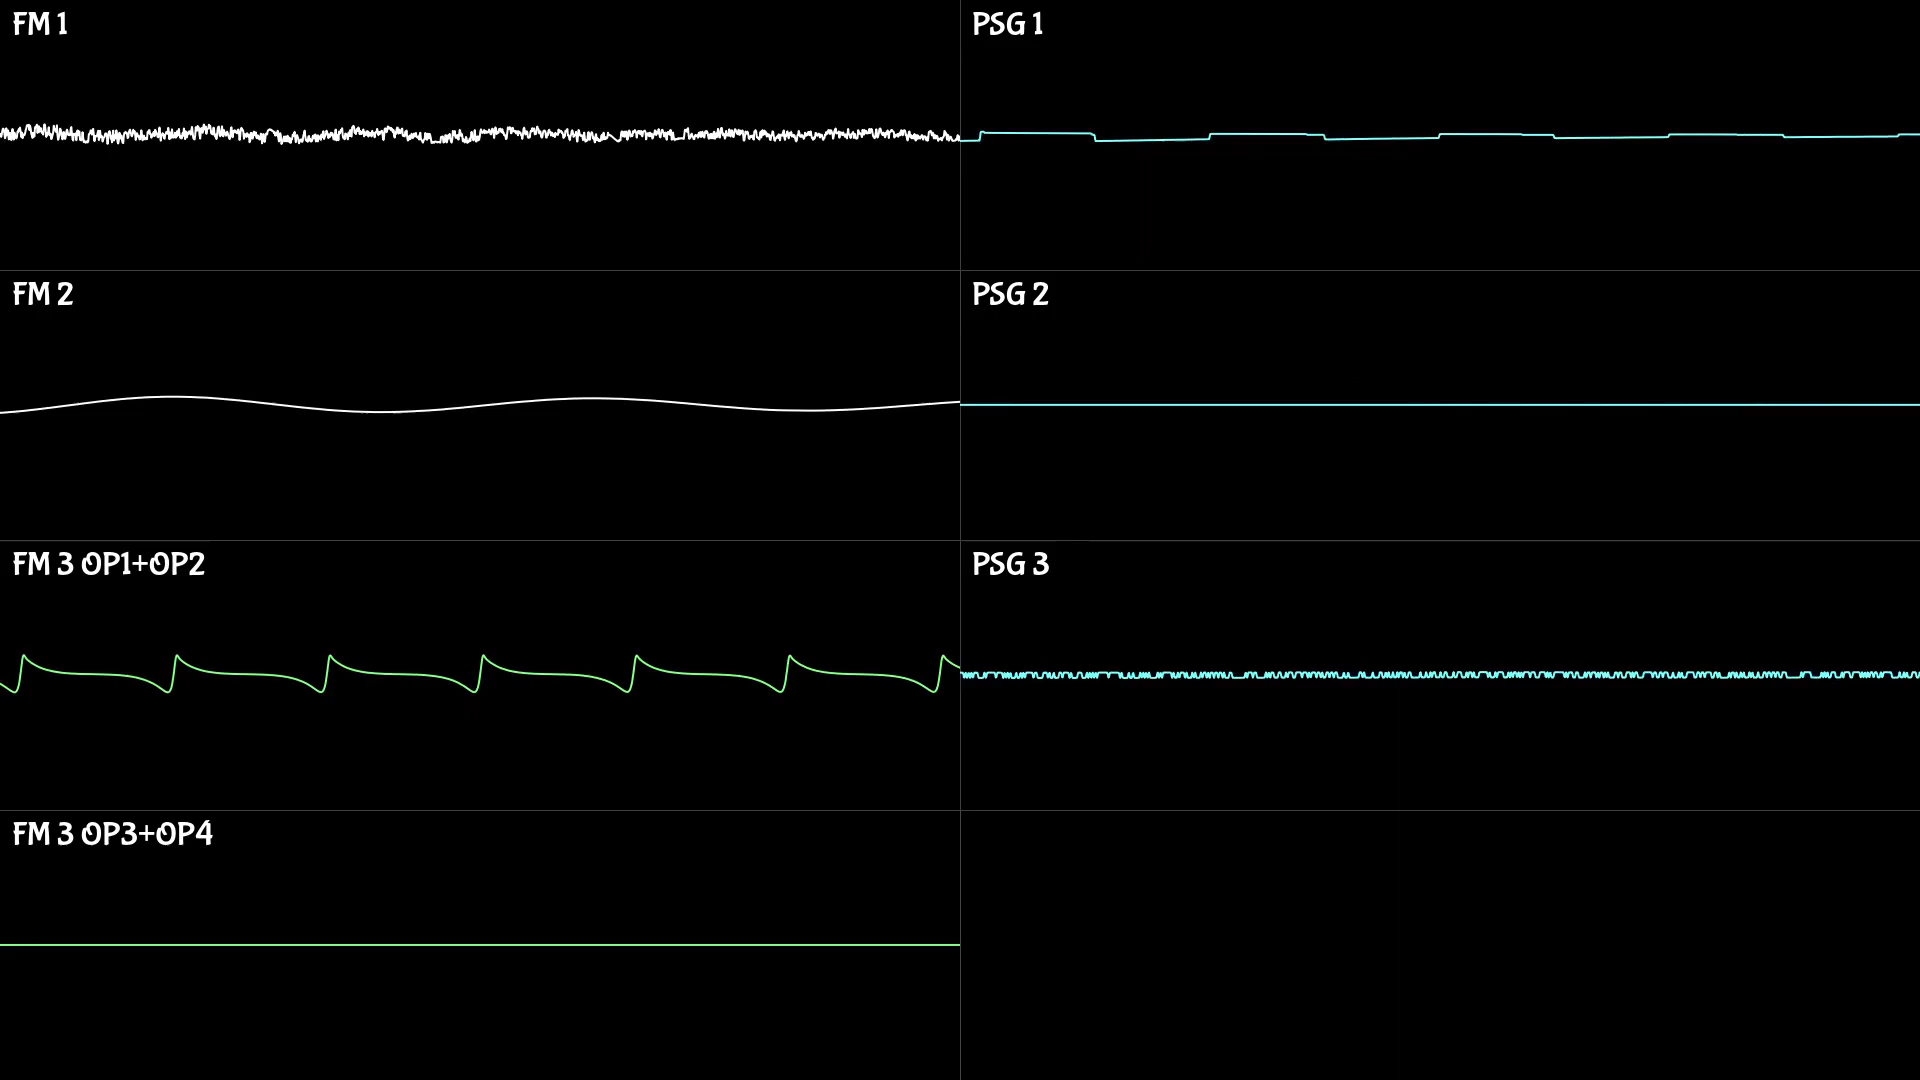 FM 1
PSG 1
FM 2
PSG 2
FM 3 OP1+OP2
PSG 3
FM 3 OP3+OP4